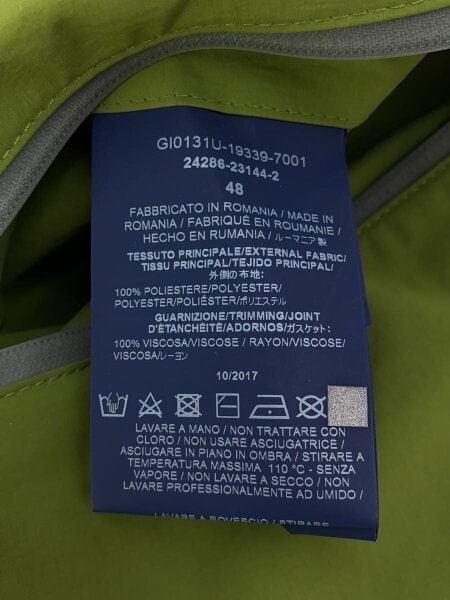 GI0131U-19339-7001
24286-23144-2
48
FABBRICATO IN ROMANIA / MADE IN
ROMANIA / FABRIQUÉ EN ROUMANIE /
HECHO EN RUMANIA / ルーマニア製
TESSUTO PRINCIPALE/EXTERNAL FABRIC/
TISSU PRINCIPAL/TEJIDO PRINCIPAL/
外側の布地:
100% POLIESTERE/POLYESTER/
POLYESTER/POLIÉSTER/ポリエステル
GUARNIZIONE/TRIMMING/JOINT
D'ÉTANCHÉITÉ/ADORNOS/ガスケット:
100% VISCOSA/VISCOSE / RAYON/VISCOSE/
VISCOSA/レーヨン
10/2017
LAVARE A MANO / NON TRATTARE CON
CLORO / NON USARE ASCIUGATRICE /
ASCIUGARE IN PIANO IN OMBRA / STIRARE A
TEMPERATURA MASSIMA 110 °C - SENZA
VAPORE / NON LAVARE A SECCO / NON
LAVARE PROFESSIONALMENTE AD UMIDO /
LAVARE A ROVESCIO / STIRARE